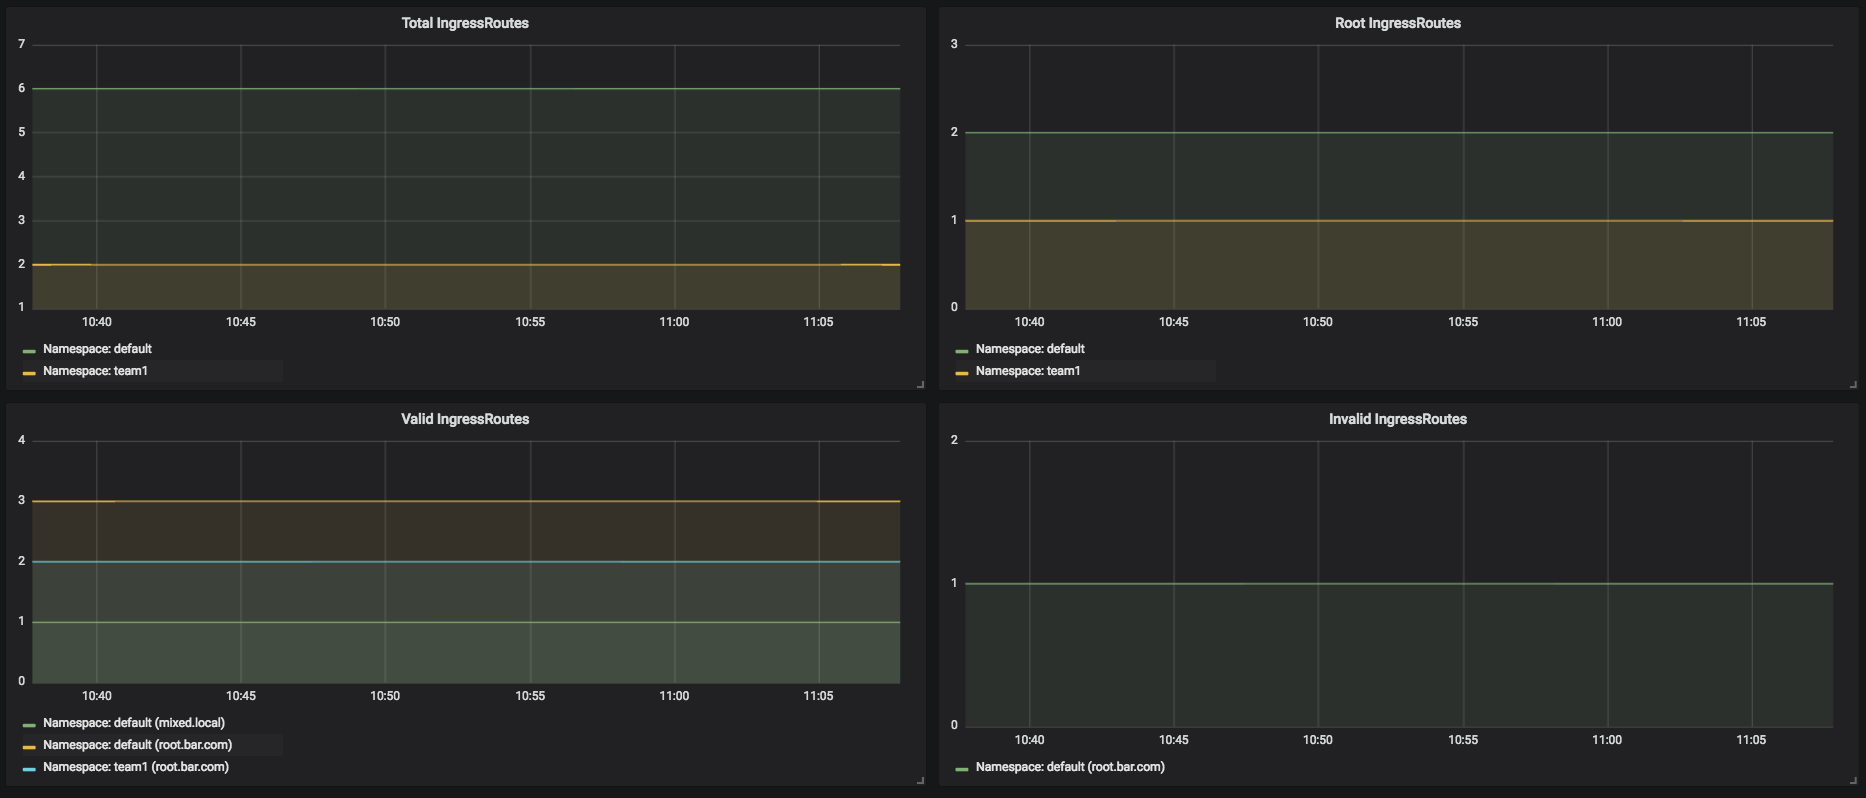 Total IngressRoutes
7
6
5
4
3
2
1
10:40 10:45 10:50 10:55 11:00 11:05
Namespace: default
Namespace: team1
Root IngressRoutes
3
2
1
0
10:40 10:45 10:50 10:55 11:00 11:05
Namespace: default
Namespace: team1
Valid IngressRoutes
4
3
2
1
0
10:40 10:45 10:50 10:55 11:00 11:05
Namespace: default (mixed.local)
Namespace: default (root.bar.com)
Namespace: team1 (root.bar.com)
Invalid IngressRoutes
2
1
0
10:40 10:45 10:50 10:55 11:00 11:05
Namespace: default (root.bar.com)